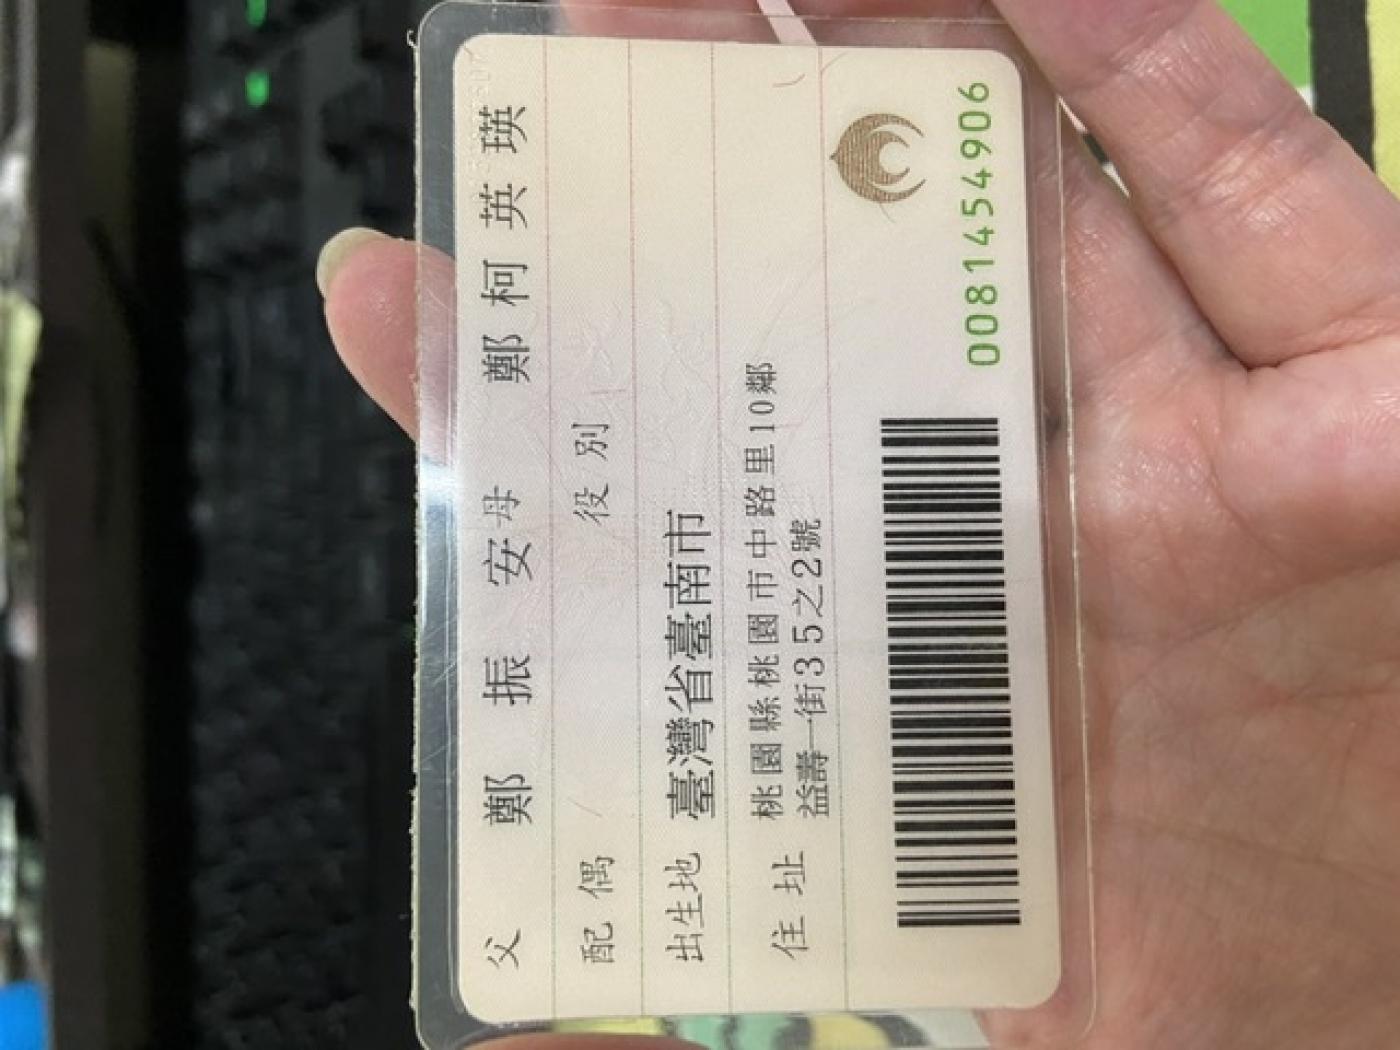 父 鄭 振 安 母 鄭 柯 英 瑛
配 偶 役 別
出生地 臺灣省臺南市
住 址 桃園縣桃園市中路里10鄰
益壽一街35之2號
0081454906